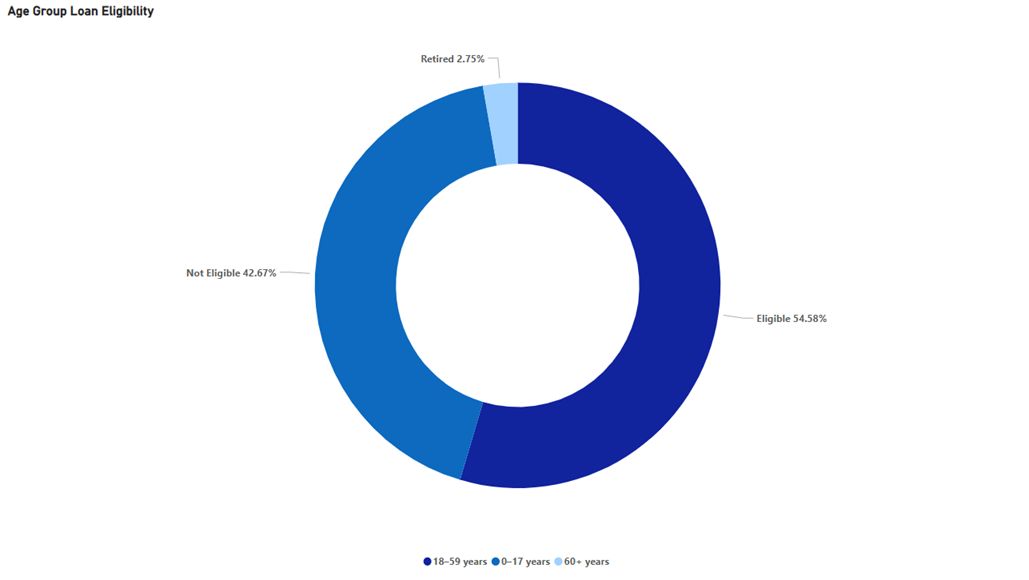 Age Group Loan Eligibility
Retired 2.75%
Not Eligible 42.67%
Eligible 54.58%
18–59 years 0–17 years 60+ years